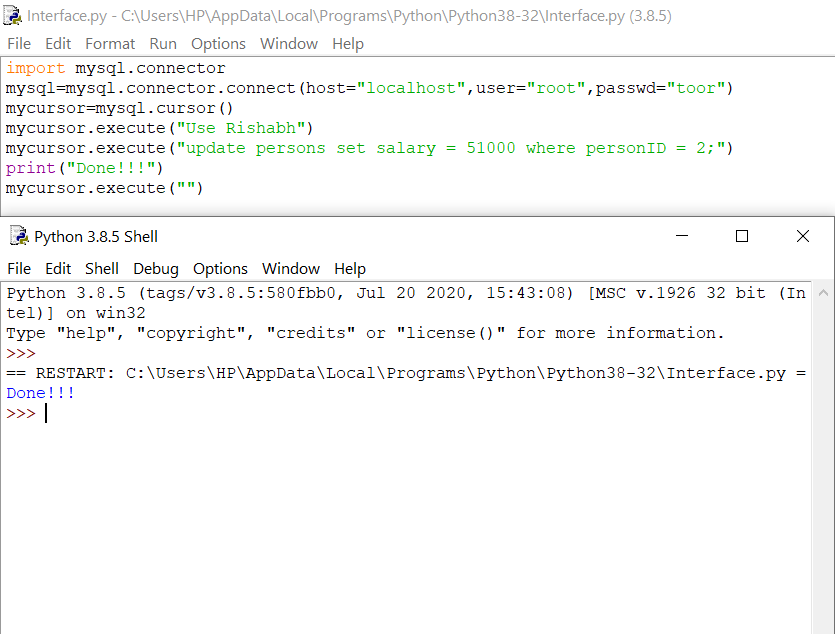 Interface.py - C:\Users\HP\AppData\Local\Programs\Python\Python38-32\Interface.py (3.8.5)
File Edit Format Run Options Window Help
import mysql.connector
mysql=mysql.connector.connect(host="localhost",user="root",passwd="toor")
mycursor=mysql.cursor()
mycursor.execute("Use Rishabh")
mycursor.execute("update persons set salary = 51000 where personID = 2;")
print("Done!!!")
mycursor.execute("")
Python 3.8.5 Shell
File Edit Shell Debug Options Window Help
Python 3.8.5 (tags/v3.8.5:580fbb0, Jul 20 2020, 15:43:08) [MSC v.1926 32 bit (In
tel)] on win32
Type "help", "copyright", "credits" or "license()" for more information.
>>>
== RESTART: C:\Users\HP\AppData\Local\Programs\Python\Python38-32\Interface.py =
Done!!!
>>>